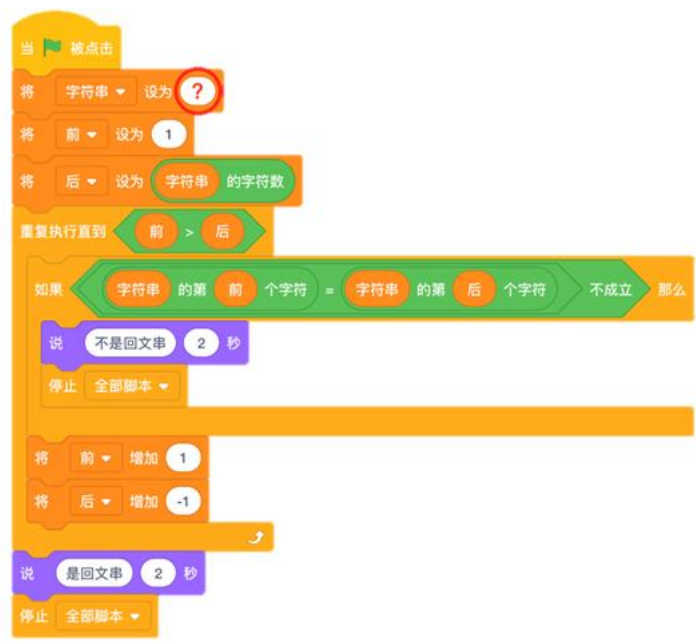 当 被点击
将 字符串 设为 ?
将 前 设为 1
将 后 设为 字符串 的字符数
重复执行直到 前 > 后
如果 字符串 的第 前 个字符 = 字符串 的第 后 个字符 不成立 那么
说 不是回文串 2 秒
停止 全部脚本
将 前 增加 1
将 后 增加 -1
说 是回文串 2 秒
停止 全部脚本